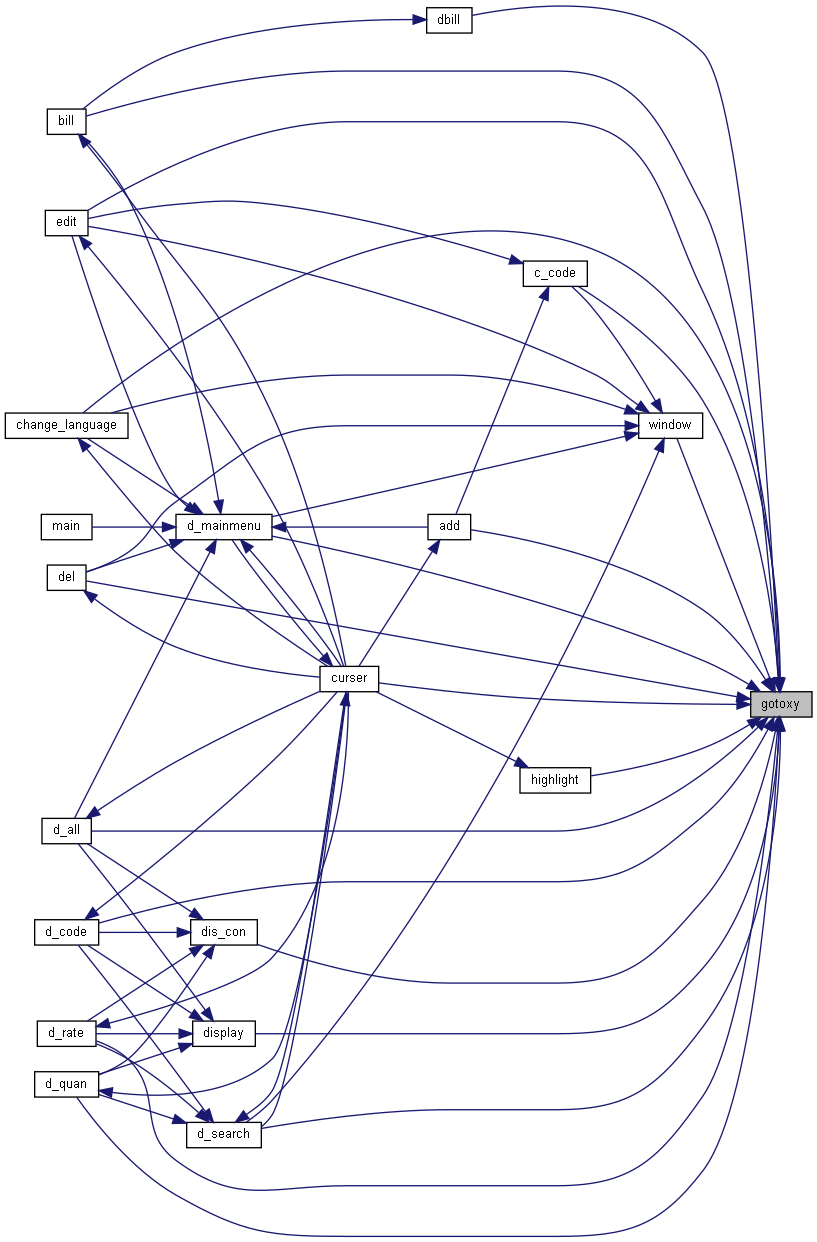 dbill
bill
edit
c_code
change_language
window
main
d_mainmenu
add
del
curser
gotoxy
highlight
d_all
d_code
dis_con
d_rate
display
d_quan
d_search